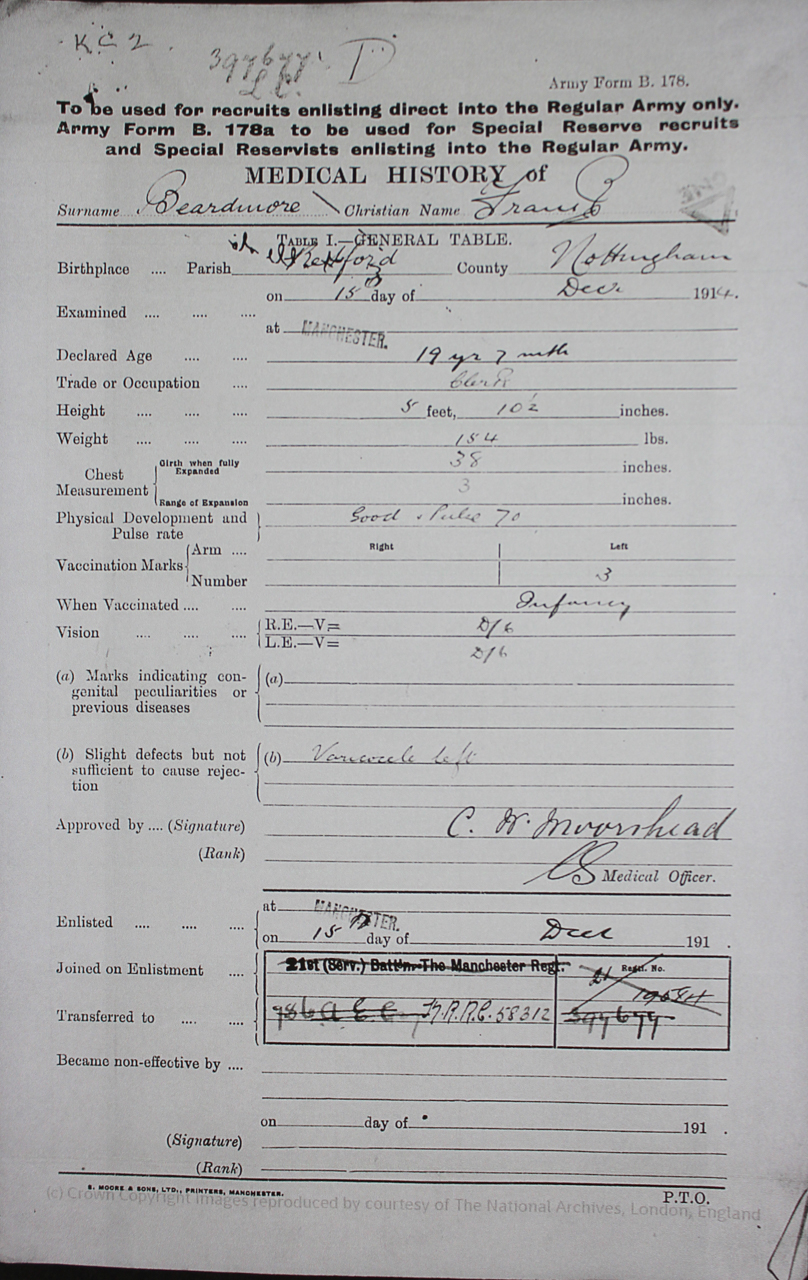 K C 2.
397677 D
Army Form B. 178.
To be used for recruits enlisting direct into the Regular Army only.
Army Form B. 178a to be used for Special Reserve recruits
and Special Reservists enlisting into the Regular Army.
MEDICAL HISTORY of
Surname Beardmore Christian Name Francis
TABLE I.—GENERAL TABLE.
Birthplace .... Parish Retford County Nottingham
on 15 day of Dec. 1914.
Examined .... .... ....
at MANCHESTER.
Declared Age .... .... 19 yr 7 mth
Trade or Occupation .... Clerk
Height .... .... .... 5 feet, 10½ inches.
Weight .... .... .... 154 lbs.
Chest Measurement Girth when fully Expanded 38 inches.
Range of Expansion 3 inches.
Physical Development and Pulse rate Good & Pulse 70
Vaccination Marks Arm .... Right Left
Number 3
When Vaccinated .... .... Infancy
Vision .... .... .... R.E.—V= D/6
L.E.—V= D/6
(a) Marks indicating congenital peculiarities or previous diseases (a)
(b) Slight defects but not sufficient to cause rejection (b) Varicocele left
Approved by .... (Signature) C. W. Moorshead
(Rank)
Medical Officer.
at MANCHESTER.
Enlisted .... .... ....
on 15 day of Dec 191 .
Joined on Enlistment .... 21st (Serv.) Batt'n. The Manchester Regt. Regtl. No.
21 19684
Transferred to .... .... 58312 397677
Became non-effective by ....
on day of 191 .
(Signature)
(Rank)
S. MOORE & SONS, LTD., PRINTERS, MANCHESTER.
P.T.O.
(c) Crown Copyright Images reproduced by courtesy of The National Archives, London, England